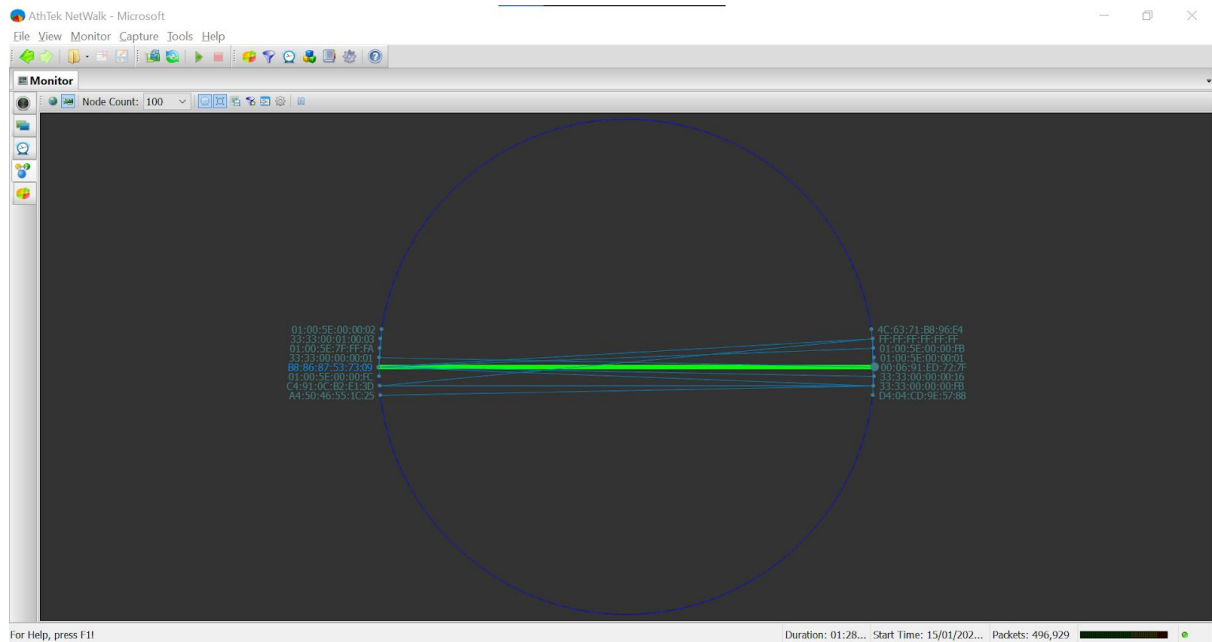 AthTek NetWalk - Microsoft
File View Monitor Capture Tools Help
Monitor
Node Count: 100
01:00:5E:00:00:02
33:33:00:01:00:03
01:00:5E:7F:FF:FA
33:33:00:00:00:01
B8:86:87:53:73:09
01:00:5E:00:00:FC
C4:91:0C:B2:E1:3D
A4:50:46:55:1C:25
4C:63:71:B8:96:E4
FF:FF:FF:FF:FF:FF
01:00:5E:00:00:FB
01:00:5E:00:00:01
00:06:91:ED:72:7F
33:33:00:00:00:16
33:33:00:00:00:FB
D4:04:CD:9E:57:88
For Help, press F1!
Duration: 01:28... Start Time: 15/01/202... Packets: 496,929